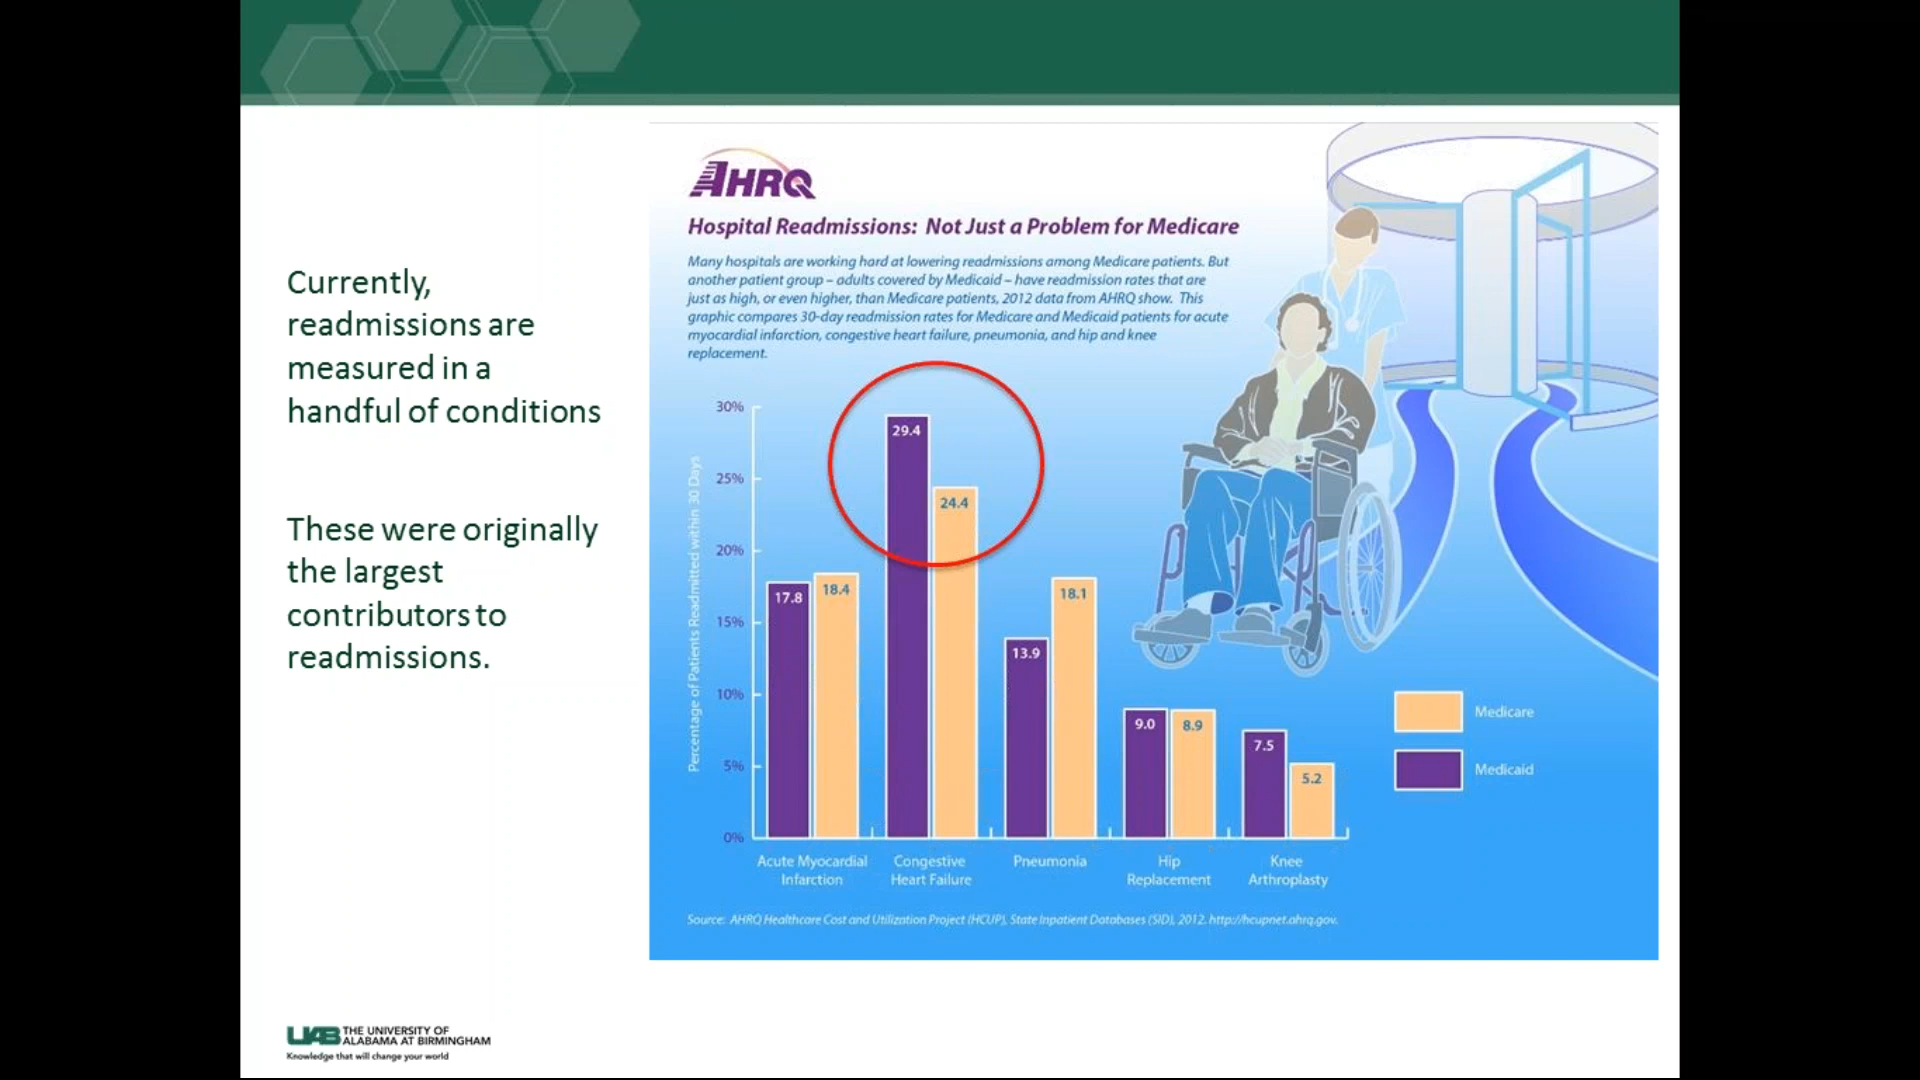 Currently,
readmissions are
measured in a
handful of conditions
These were originally
the largest
contributors to
readmissions.
AHRQ
Hospital Readmissions: Not Just a Problem for Medicare
Many hospitals are working hard at lowering readmissions among Medicare patients. But
another patient group – adults covered by Medicaid – have readmission rates that are
just as high, or even higher, than Medicare patients, 2012 data from AHRQ show. This
graphic compares 30-day readmission rates for Medicare and Medicaid patients for acute
myocardial infarction, congestive heart failure, pneumonia, and hip and knee
replacement.
Percentage of Patients Readmitted within 30 Days
30%
25%
20%
15%
10%
5%
0%
17.8
18.4
29.4
24.4
13.9
18.1
9.0
8.9
7.5
5.2
Acute Myocardial
Infarction
Congestive
Heart Failure
Pneumonia
Hip
Replacement
Knee
Arthroplasty
Medicare
Medicaid
Source: AHRQ Healthcare Cost and Utilization Project (HCUP), State Inpatient Databases (SID), 2012. http://hcupnet.ahrq.gov.
UAB THE UNIVERSITY OF
ALABAMA AT BIRMINGHAM
Knowledge that will change your world